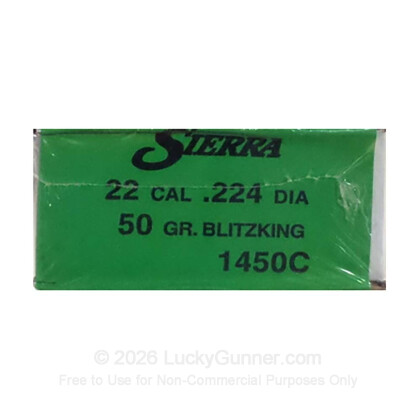 SIERRA
22 CAL .224 DIA
50 GR. BLITZKING
1450C
© 2026 LuckyGunner.com
Free to Use for Non-Commercial Purposes Only